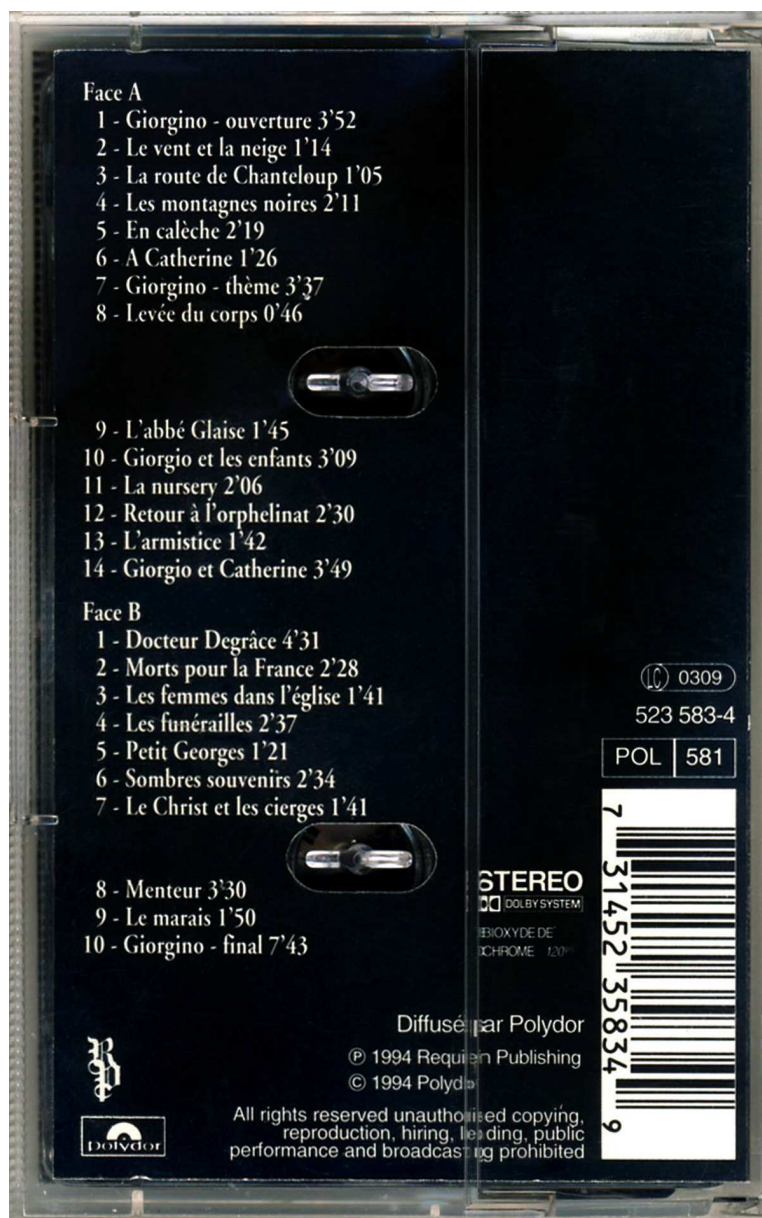 Face A
1 - Giorgino - ouverture 3'52
2 - Le vent et la neige 1'14
3 - La route de Chanteloup 1'05
4 - Les montagnes noires 2'11
5 - En calèche 2'19
6 - A Catherine 1'26
7 - Giorgino - thème 3'37
8 - Levée du corps 0'46
9 - L'abbé Glaise 1'45
10 - Giorgio et les enfants 3'09
11 - La nursery 2'06
12 - Retour à l'orphelinat 2'30
13 - L'armistice 1'42
14 - Giorgio et Catherine 3'49
Face B
1 - Docteur Degrâce 4'31
2 - Morts pour la France 2'28
3 - Les femmes dans l'église 1'41
4 - Les funérailles 2'37
5 - Petit Georges 1'21
6 - Sombres souvenirs 2'34
7 - Le Christ et les cierges 1'41
8 - Menteur 3'30
9 - Le marais 1'50
10 - Giorgino - final 7'43
LC 0309
523 583-4
POL 581
7 31452 35834 9
STEREO
DOLBY SYSTEM
BIOXYDE DE
CHROME
Diffusé par Polydor
℗ 1994 Requiem Publishing
© 1994 Polydor
All rights reserved unauthorised copying,
reproduction, hiring, lending, public
performance and broadcasting prohibited
RP
polydor